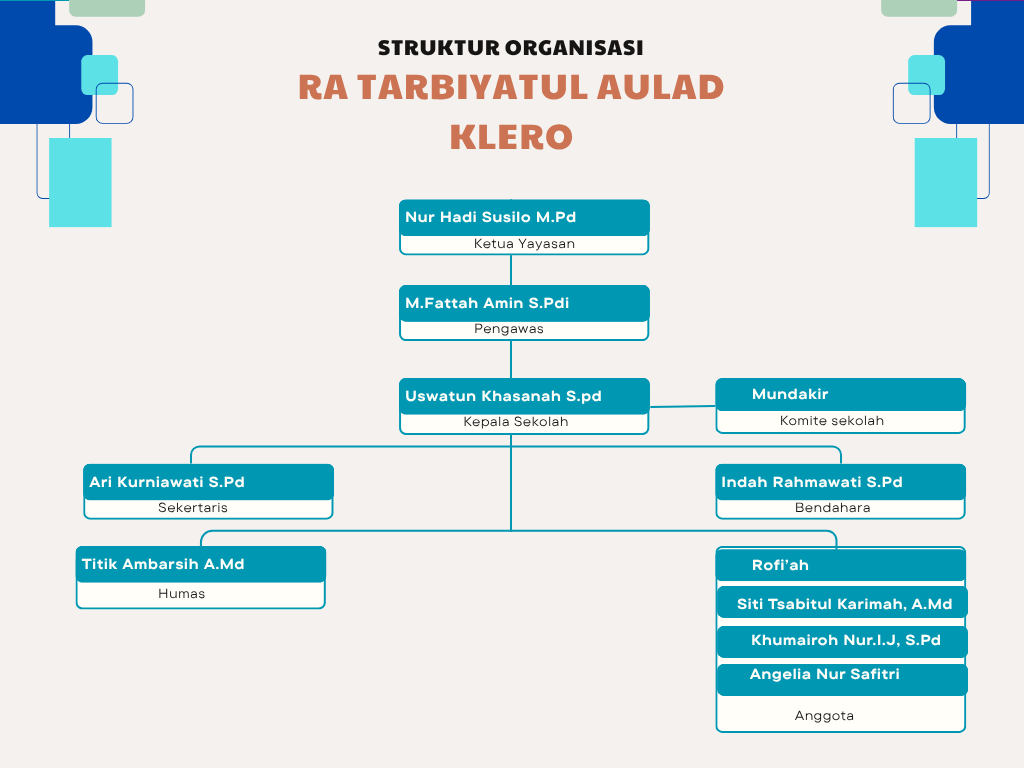 STRUKTUR ORGANISASI
RA TARBIYATUL AULAD
KLERO
Nur Hadi Susilo M.Pd
Ketua Yayasan
M.Fattah Amin S.Pdi
Pengawas
Uswatun Khasanah S.pd
Kepala Sekolah
Mundakir
Komite sekolah
Ari Kurniawati S.Pd
Sekertaris
Indah Rahmawati S.Pd
Bendahara
Titik Ambarsih A.Md
Humas
Rofi’ah
Siti Tsabitul Karimah, A.Md
Khumairoh Nur.I.J, S.Pd
Angelia Nur Safitri
Anggota